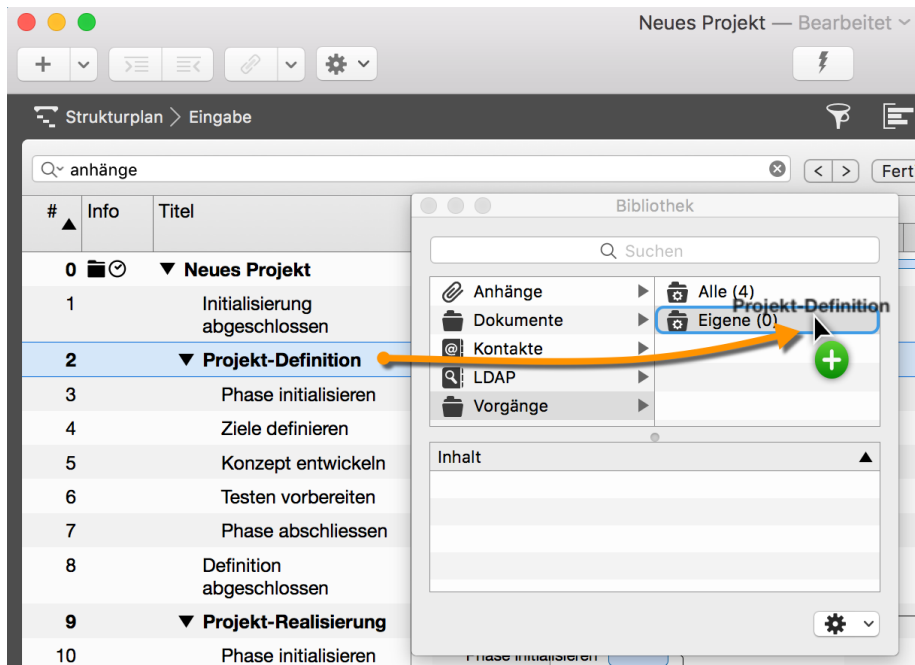 Neues Projekt — Bearbeitet
Strukturplan > Eingabe
anhänge
< > Fert
# Info Titel
0 Neues Projekt
1 Initialisierung
abgeschlossen
2 Projekt-Definition
3 Phase initialisieren
4 Ziele definieren
5 Konzept entwickeln
6 Testen vorbereiten
7 Phase abschliessen
8 Definition
abgeschlossen
9 Projekt-Realisierung
10 Phase initialisieren
Bibliothek
Suchen
Anhänge
Dokumente
Kontakte
LDAP
Vorgänge
Alle (4)
Projekt-Definition
Eigene (0)
Inhalt
Phase initialisieren